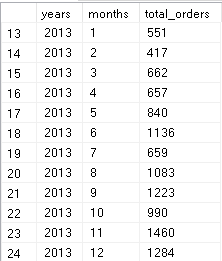 years months total_orders
13 2013 1 551
14 2013 2 417
15 2013 3 662
16 2013 4 657
17 2013 5 840
18 2013 6 1136
19 2013 7 659
20 2013 8 1083
21 2013 9 1223
22 2013 10 990
23 2013 11 1460
24 2013 12 1284